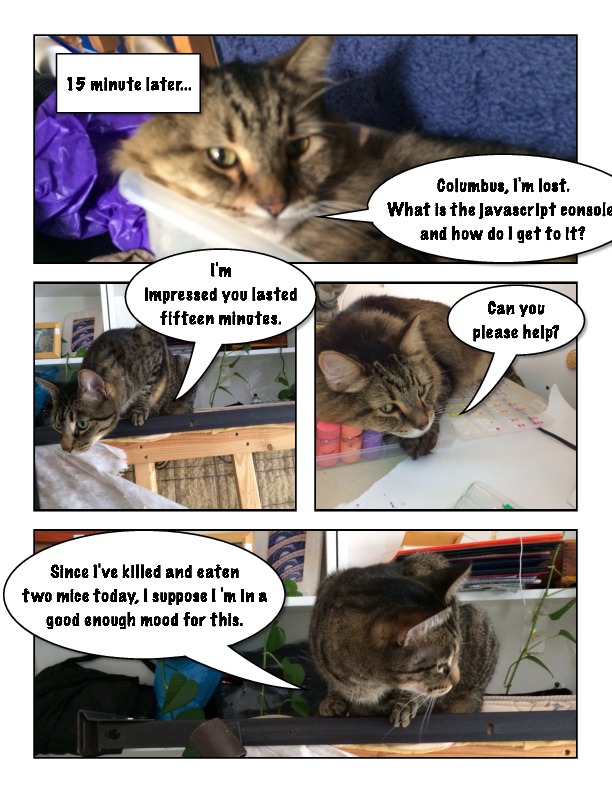 15 minute later...
Columbus, I'm lost.
What is the javascript console
and how do I get to it?
I'm
impressed you lasted
fifteen minutes.
Can you
please help?
Since I've killed and eaten
two mice today, I suppose I 'm in a
good enough mood for this.